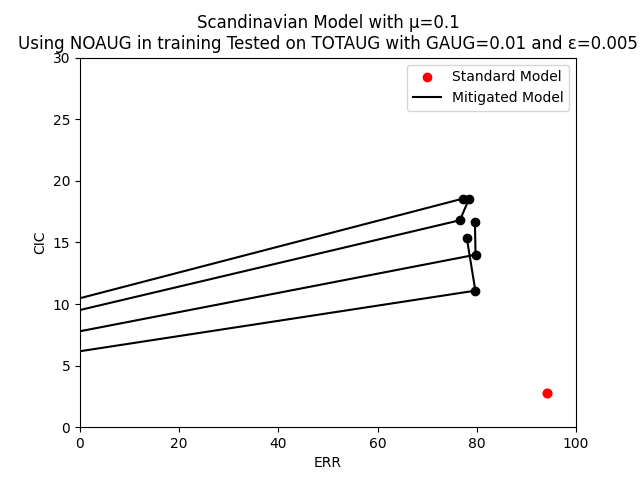 Scandinavian Model with μ=0.1
Using NOAUG in training Tested on TOTAUG with GAUG=0.01 and ε=0.005
30
25
20
15
10
5
0
CIC
Standard Model
Mitigated Model
0 20 40 60 80 100
ERR